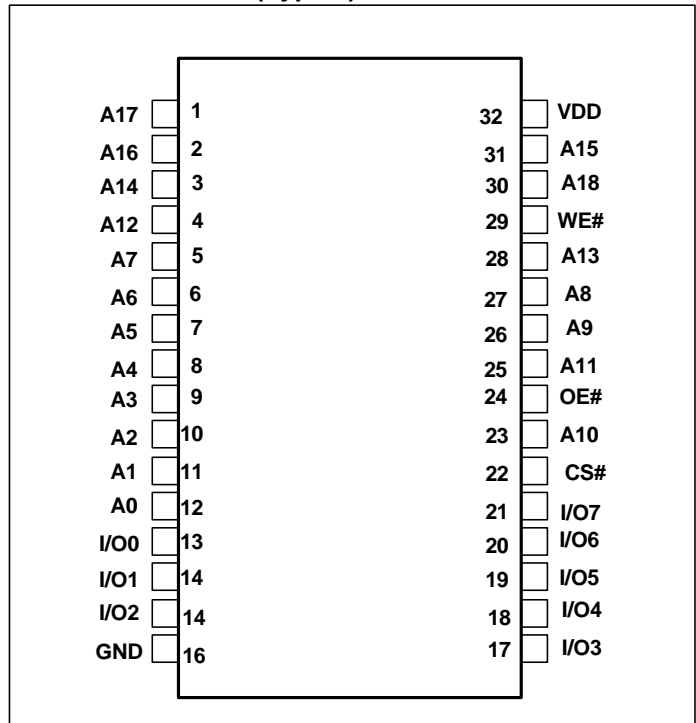 A17 1 32 VDD
A16 2 31 A15
A14 3 30 A18
A12 4 29 WE#
A7 5 28 A13
A6 6 27 A8
A5 7 26 A9
A4 8 25 A11
A3 9 24 OE#
A2 10 23 A10
A1 11 22 CS#
A0 12 21 I/O7
I/O0 13 20 I/O6
I/O1 14 19 I/O5
I/O2 14 18 I/O4
GND 16 17 I/O3